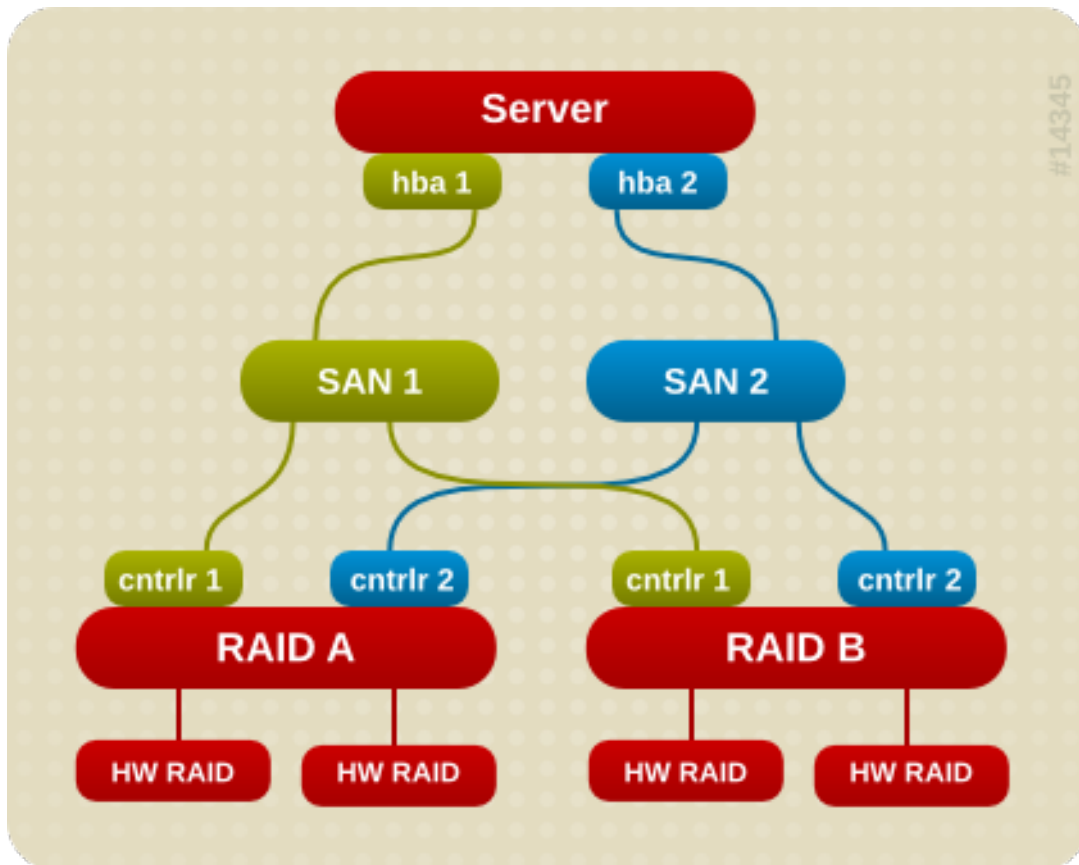 #14345
Server
hba 1
hba 2
SAN 1
SAN 2
cntrlr 1
cntrlr 2
cntrlr 1
cntrlr 2
RAID A
RAID B
HW RAID
HW RAID
HW RAID
HW RAID